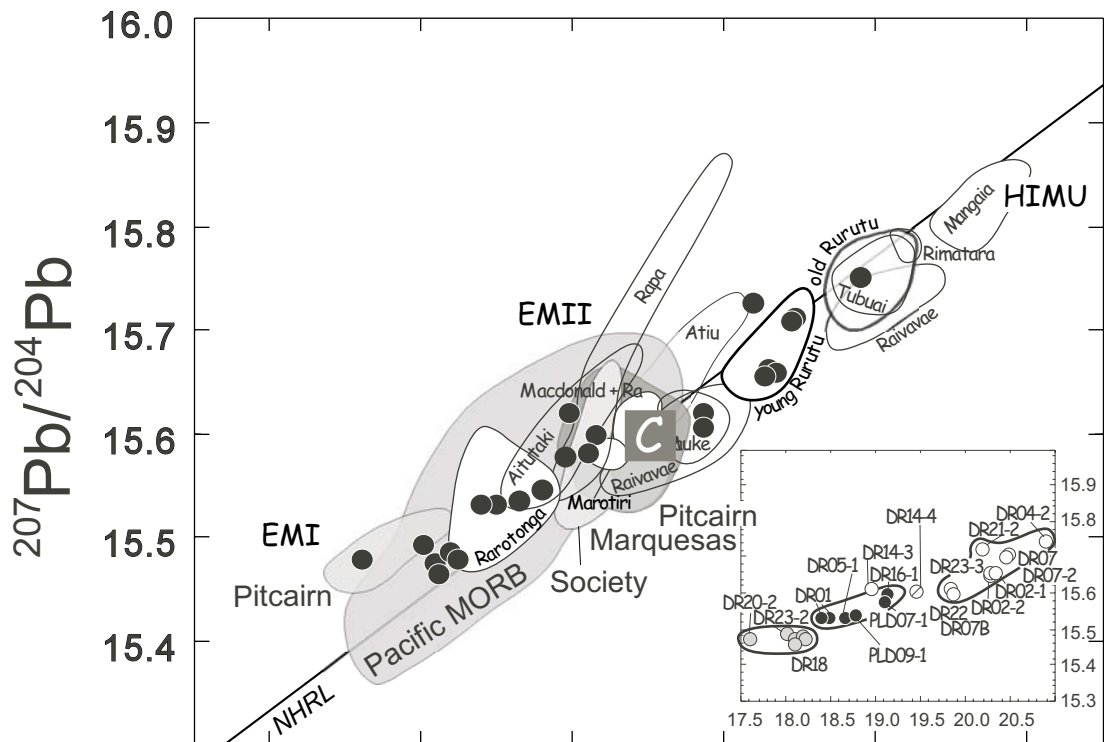 16.0
15.9
15.8
15.7
15.6
15.5
15.4
207Pb/204Pb
HIMU
Mangaia
old Rurutu
Rimatara
Tubuai
Raivavae
Rapa
EMII
Atiu
young Rurutu
Macdonald + Ra
C
uke
Aitutaki
Raivavae
Marotiri
Rarotonga
Pitcairn
Marquesas
Society
EMI
Pitcairn
Pacific MORB
NHRL
15.9
15.8
15.6
15.5
15.4
15.3
DR04-2
DR21-2
DR14-4
DR14-3
DR05-1
DR16-1
DR23-3
DR07
DR07-2
DR02-1
DR02-2
DR22
DR07B
DR01
DR20-2
DR23-2
PLD07-1
PLD09-1
DR18
17.5 18.0 18.5 19.0 19.5 20.0 20.5